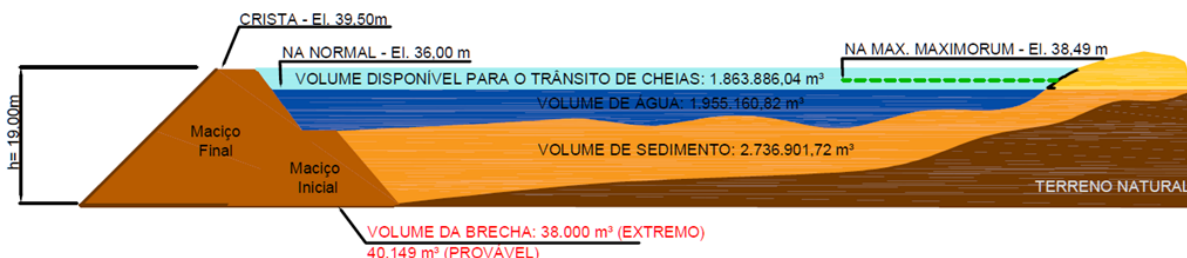 CRISTA - El. 39,50m
NA NORMAL - El. 36,00 m
NA MAX. MAXIMORUM - El. 38,49 m
VOLUME DISPONÍVEL PARA O TRÂNSITO DE CHEIAS: 1.863.886,04 m³
VOLUME DE ÁGUA: 1.955.160,82 m³
h= 19.00m
Maciço
Final
VOLUME DE SEDIMENTO: 2.736.901,72 m³
Maciço
Inicial
TERRENO NATURAL
VOLUME DA BRECHA: 38.000 m³ (EXTREMO)
40.149 m³ (PROVÁVEL)